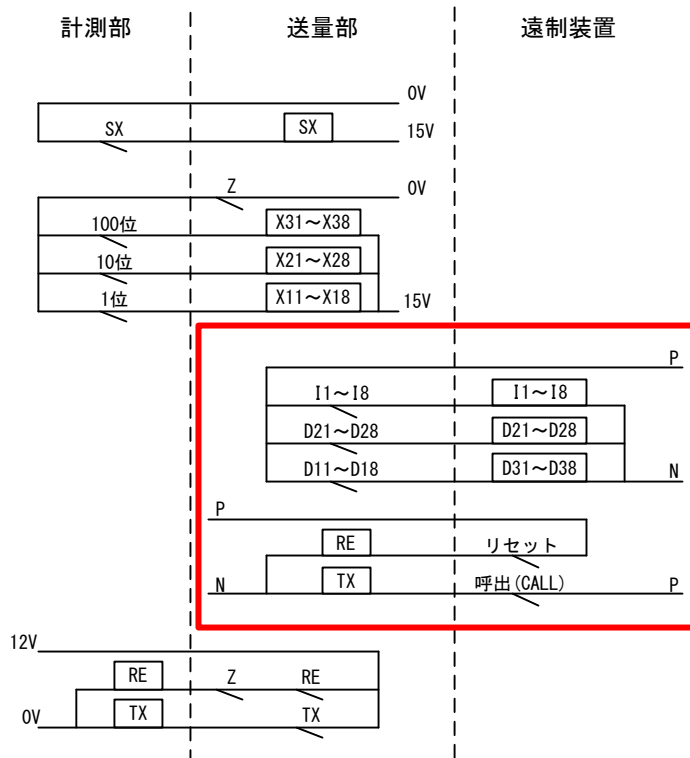 計測部 送量部 遠制装置
0V
SX SX 15V
Z 0V
100位 X31～X38
10位 X21～X28
1位 X11～X18 15V
P
I1～I8 I1～I8
D21～D28 D21～D28
D11～D18 D31～D38 N
P
RE リセット
N TX 呼出(CALL) P
12V
RE Z RE
0V TX TX